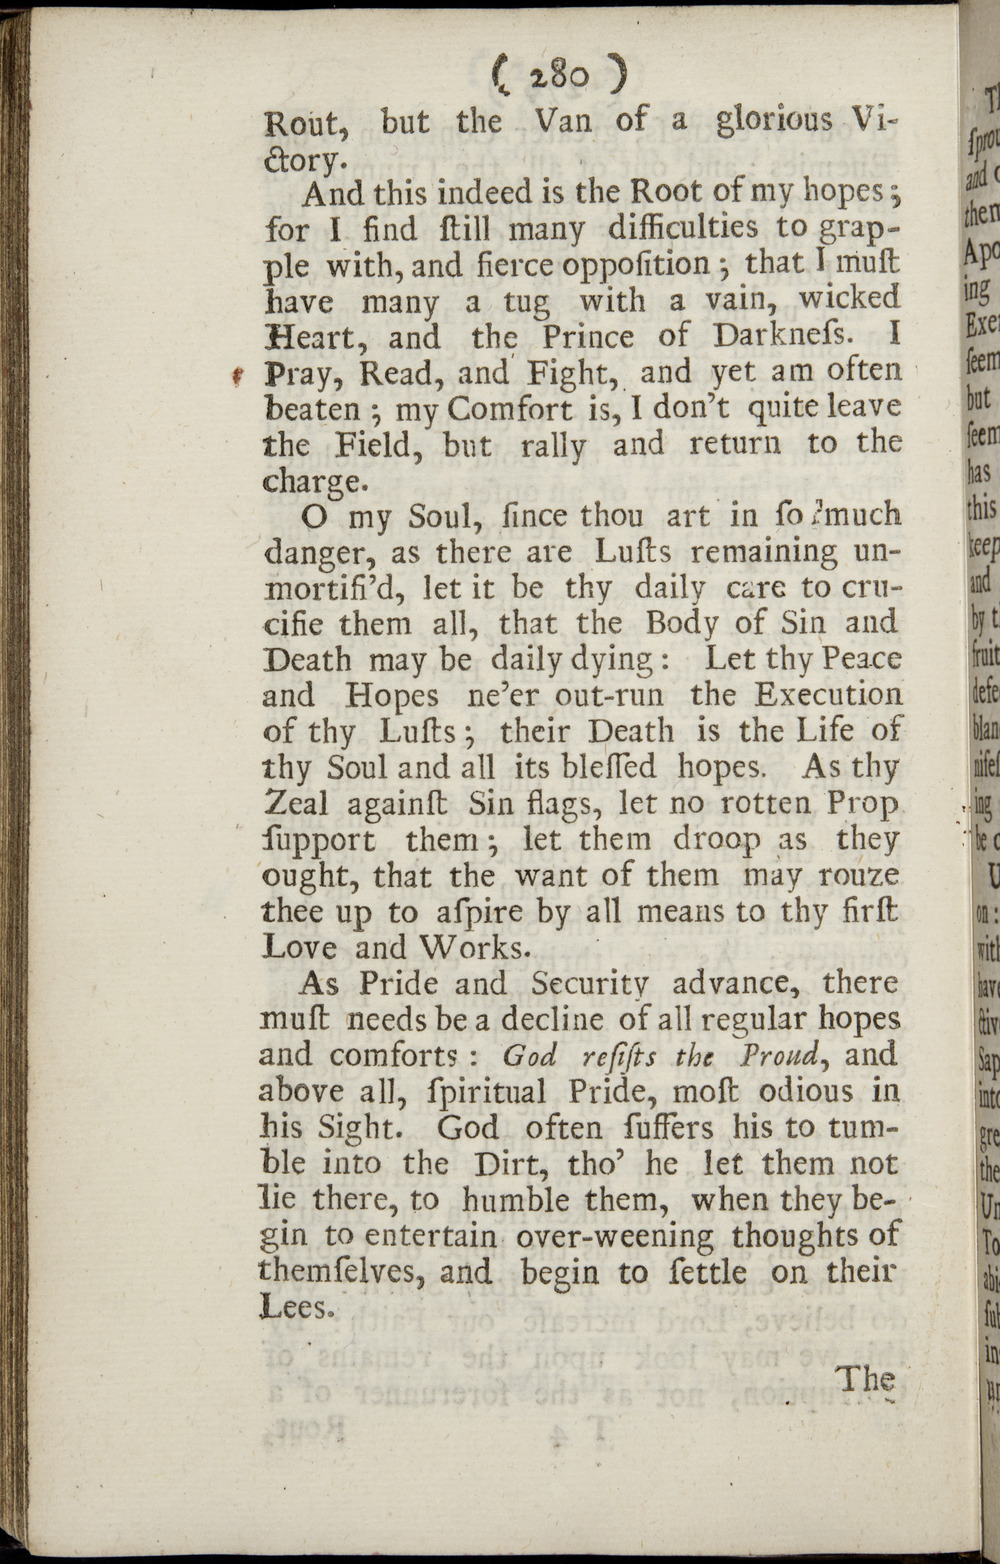 ( 280 )
Rout, but the Van of a glorious Vi-
ctory.
And this indeed is the Root of my hopes;
for I find ſtill many difficulties to grap-
ple with, and fierce oppoſition; that I muſt
have many a tug with a vain, wicked
Heart, and the Prince of Darkneſs. I
Pray, Read, and Fight, and yet am often
beaten; my Comfort is, I don't quite leave
the Field, but rally and return to the
charge.
O my Soul, ſince thou art in ſo much
danger, as there are Luſts remaining un-
mortifi'd, let it be thy daily care to cru-
cifie them all, that the Body of Sin and
Death may be daily dying: Let thy Peace
and Hopes ne'er out-run the Execution
of thy Luſts; their Death is the Life of
thy Soul and all its bleſſed hopes. As thy
Zeal againſt Sin flags, let no rotten Prop
ſupport them; let them droop as they
ought, that the want of them may rouze
thee up to aſpire by all means to thy firſt
Love and Works.
As Pride and Security advance, there
muſt needs be a decline of all regular hopes
and comforts: God reſiſts the Proud, and
above all, ſpiritual Pride, moſt odious in
his Sight. God often ſuffers his to tum-
ble into the Dirt, tho' he let them not
lie there, to humble them, when they be-
gin to entertain over-weening thoughts of
themſelves, and begin to ſettle on their
Lees.
The